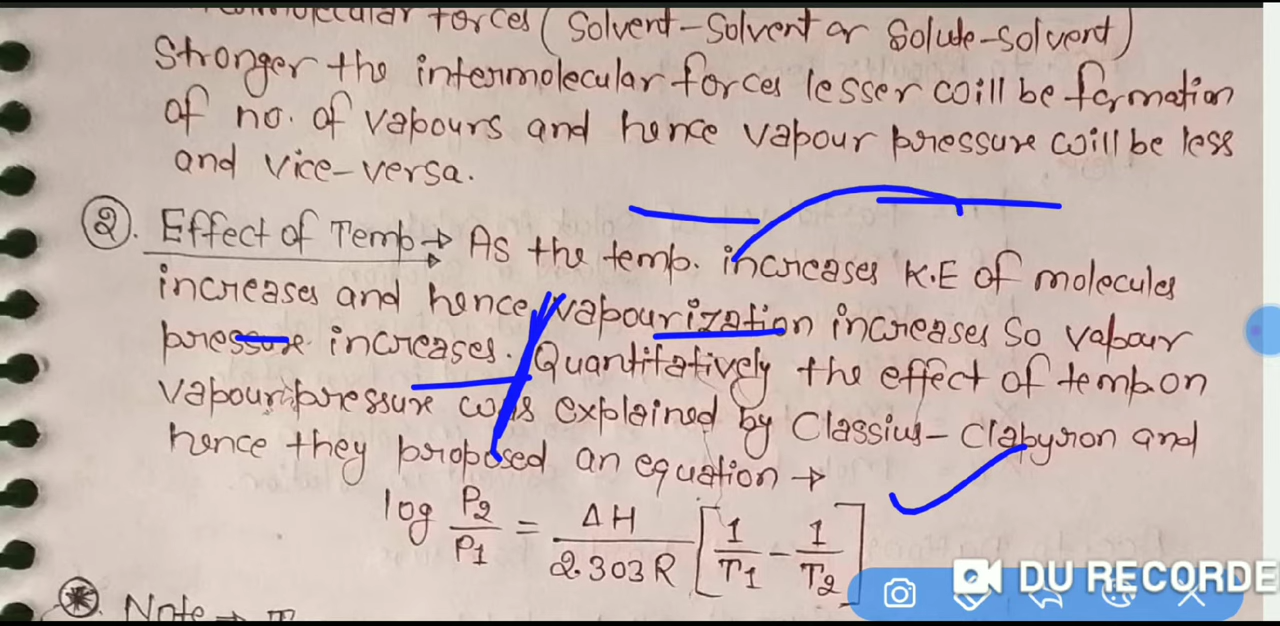 forces (Solvent-Solvent or Solute-solvent)
Stronger the intermolecular forces lesser will be formation
of no. of vapours and hence vapour pressure will be less
and vice-versa.
②. Effect of Temp→ As the temp. increases K.E of molecules
increases and hence vapourization increases so vapour
pressure increases. Quantitatively the effect of temp on
vapour pressure was explained by Classius-Clapyron and
hence they proposed an equation →
log P2/P1 = ΔH/2.303R [1/T1 - 1/T2]
DU RECORDE
Note →